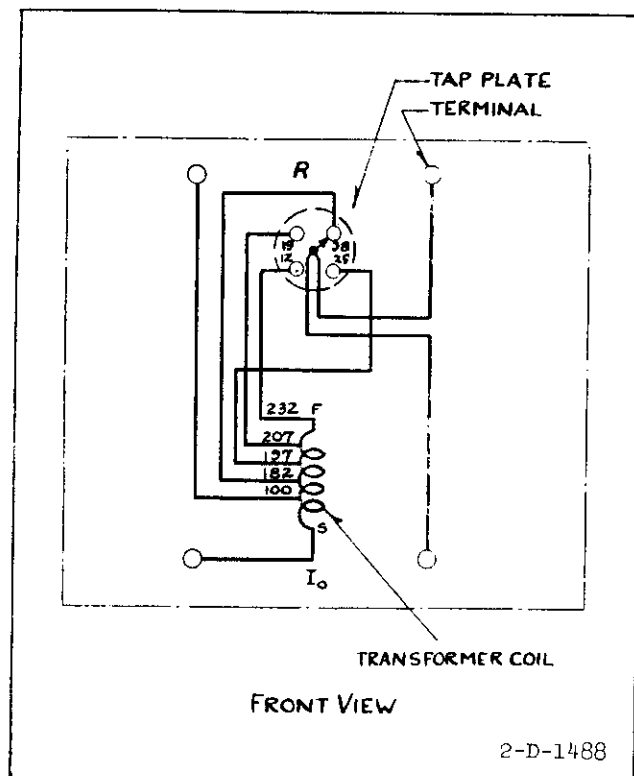 TAP PLATE
TERMINAL
R
19 38
12 25
232 F
207
197
182
100
S
I₀
TRANSFORMER COIL
FRONT VIEW
2-D-1488